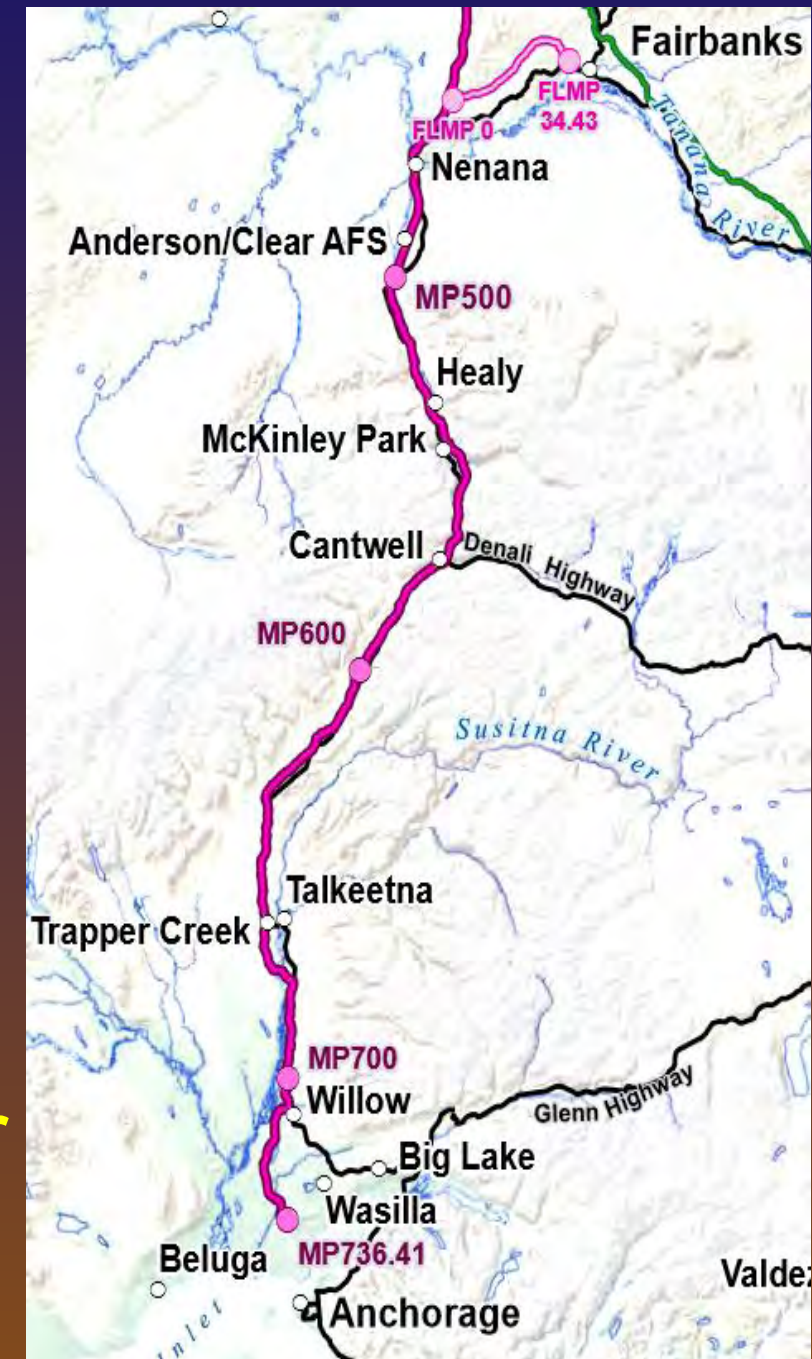 Fairbanks
FLMP
34.43
FLMP 0
Tanana
River
Nenana
Anderson/Clear AFS
MP500
Healy
McKinley Park
Cantwell
Denali Highway
MP600
Susitna River
Talkeetna
Trapper Creek
MP700
Willow
Glenn Highway
Big Lake
Wasilla
Beluga
MP736.41
Valdez
Anchorage
Inlet